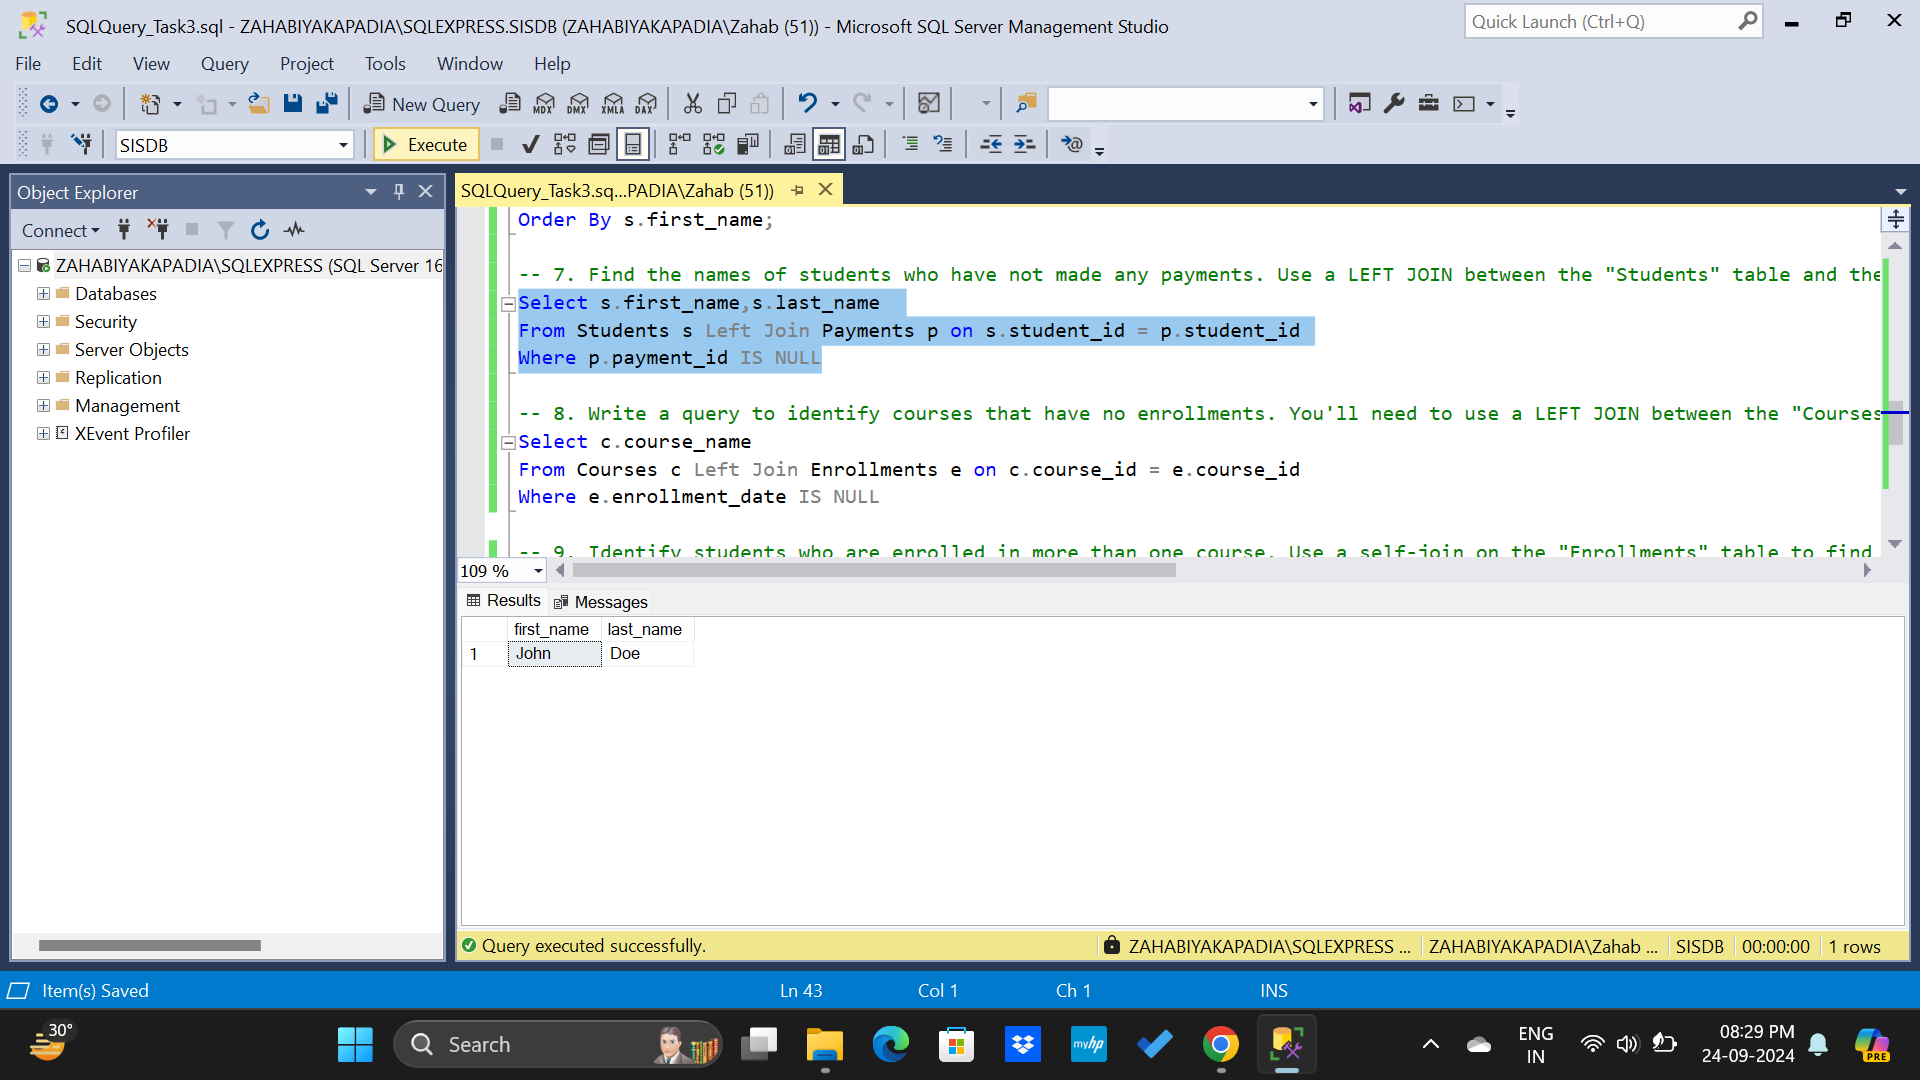 SQLQuery_Task3.sql - ZAHABIYAKAPADIA\SQLEXPRESS.SISDB (ZAHABIYAKAPADIA\Zahab (51)) - Microsoft SQL Server Management Studio
Quick Launch (Ctrl+Q)
File Edit View Query Project Tools Window Help
New Query MDX DMX XMLA DAX
SISDB Execute
Object Explorer
Connect
ZAHABIYAKAPADIA\SQLEXPRESS (SQL Server 16
Databases
Security
Server Objects
Replication
Management
XEvent Profiler
SQLQuery_Task3.sq...PADIA\Zahab (51))
Order By s.first_name;
-- 7. Find the names of students who have not made any payments. Use a LEFT JOIN between the "Students" table and the
Select s.first_name,s.last_name
From Students s Left Join Payments p on s.student_id = p.student_id
Where p.payment_id IS NULL
-- 8. Write a query to identify courses that have no enrollments. You'll need to use a LEFT JOIN between the "Courses
Select c.course_name
From Courses c Left Join Enrollments e on c.course_id = e.course_id
Where e.enrollment_date IS NULL
-- 9. Identify students who are enrolled in more than one course. Use a self-join on the "Enrollments" table to find
109 %
Results Messages
first_name last_name
1 John Doe
Query executed successfully.
ZAHABIYAKAPADIA\SQLEXPRESS ... ZAHABIYAKAPADIA\Zahab ... SISDB 00:00:00 1 rows
Item(s) Saved Ln 43 Col 1 Ch 1 INS
30°
Search
myhp
ENG
IN
08:29 PM
24-09-2024
PRE